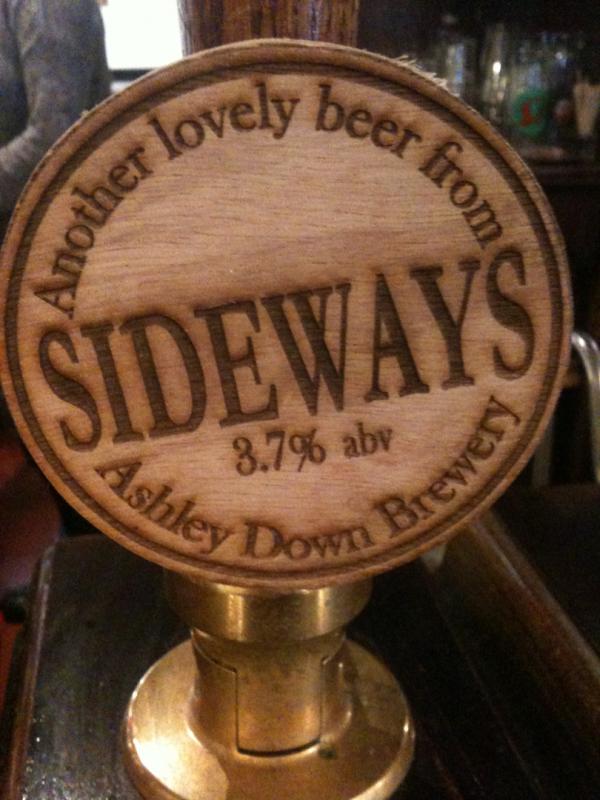 Another lovely beer from
SIDEWAYS
3.7% abv
Ashley Down Brewery